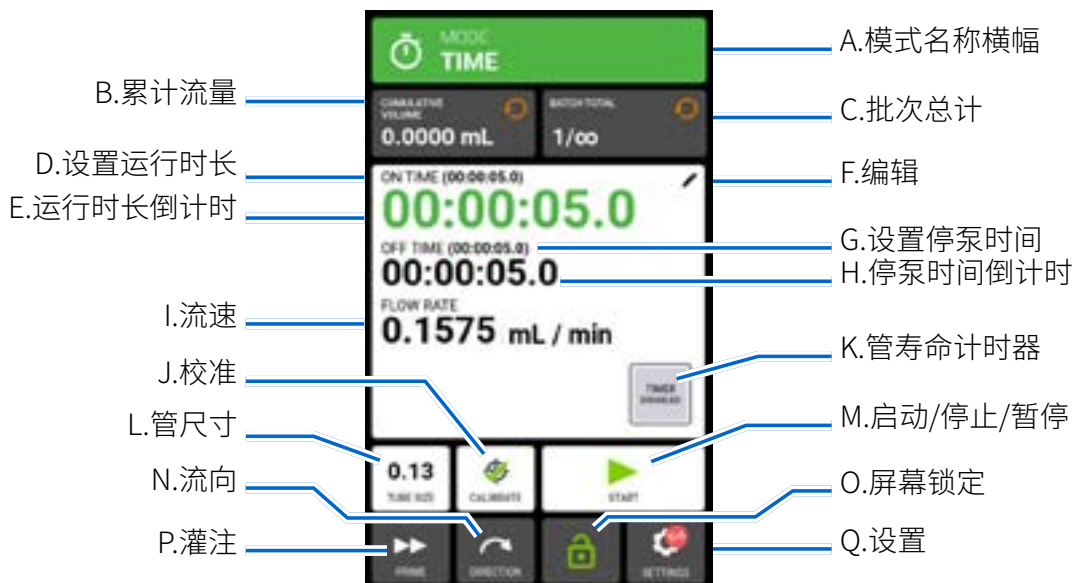 A.模式名称横幅
B.累计流量
C.批次总计
D.设置运行时长
E.运行时长倒计时
F.编辑
G.设置停泵时间
H.停泵时间倒计时
I.流速
J.校准
K.管寿命计时器
L.管尺寸
M.启动/停止/暂停
N.流向
O.屏幕锁定
P.灌注
Q.设置
MODE
TIME
CUMULATIVE
VOLUME
0.0000 mL
BATCH TOTAL
1/∞
ON TIME (00:00:05.0)
00:00:05.0
OFF TIME (00:00:05.0)
00:00:05.0
FLOW RATE
0.1575 mL / min
TIMER
DISABLED
0.13
TUBE SIZE
CALIBRATE
START
PRIME
DIRECTION
SETTINGS